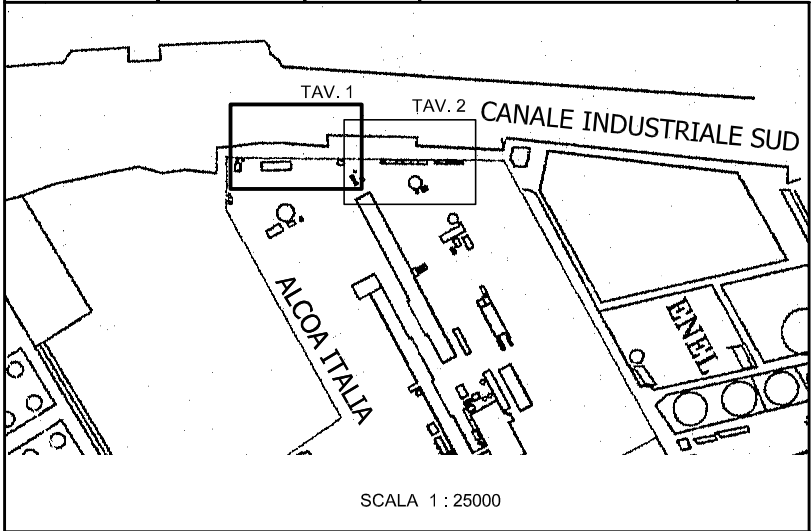 TAV. 1
TAV. 2
CANALE INDUSTRIALE SUD
ALCOA ITALIA
ENEL
SCALA 1 : 25000